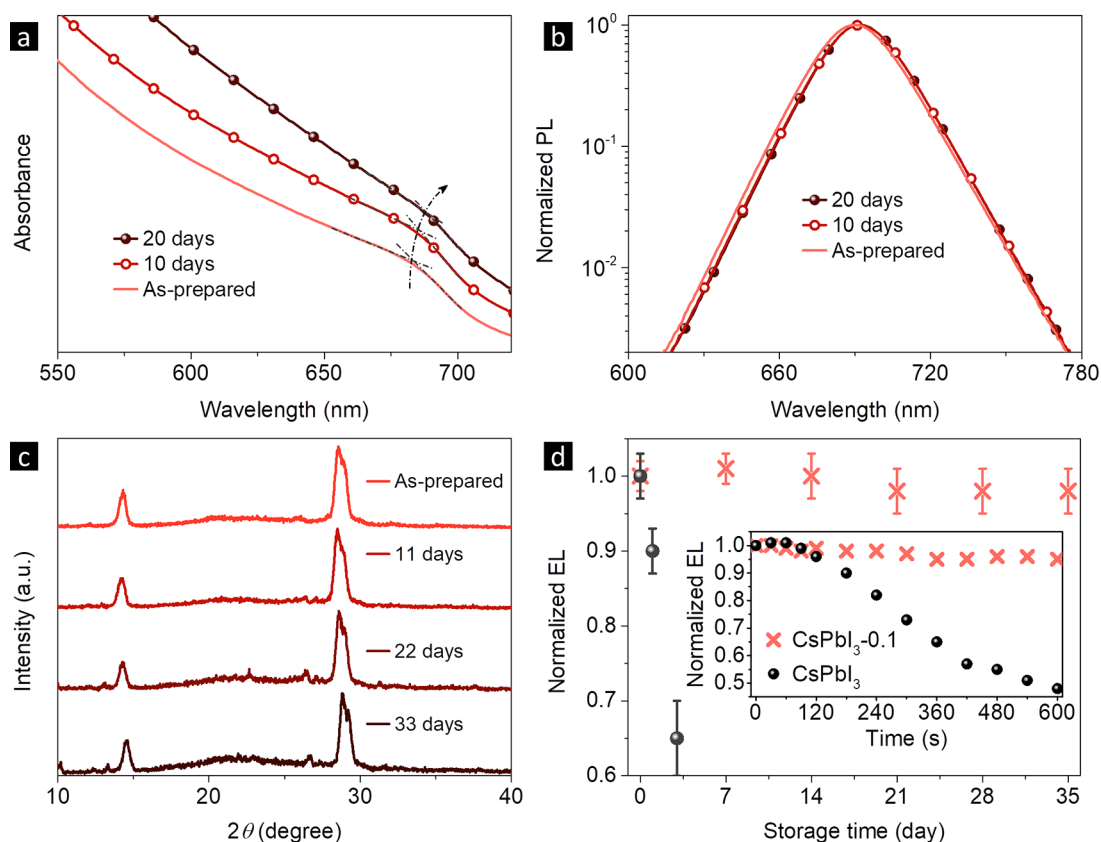 a
Absorbance
20 days
10 days
As-prepared
550 600 650 700
Wavelength (nm)
b
Normalized PL
10⁰
10⁻¹
10⁻²
20 days
10 days
As-prepared
600 660 720 780
Wavelength (nm)
c
Intensity (a.u.)
As-prepared
11 days
22 days
33 days
10 20 30 40
2θ (degree)
d
Normalized EL
1.0
0.9
0.8
0.7
0.6
0 7 14 21 28 35
Storage time (day)
Normalized EL
1.0
0.9
0.8
0.7
0.6
0.5
CsPbI₃-0.1
CsPbI₃
0 120 240 360 480 600
Time (s)